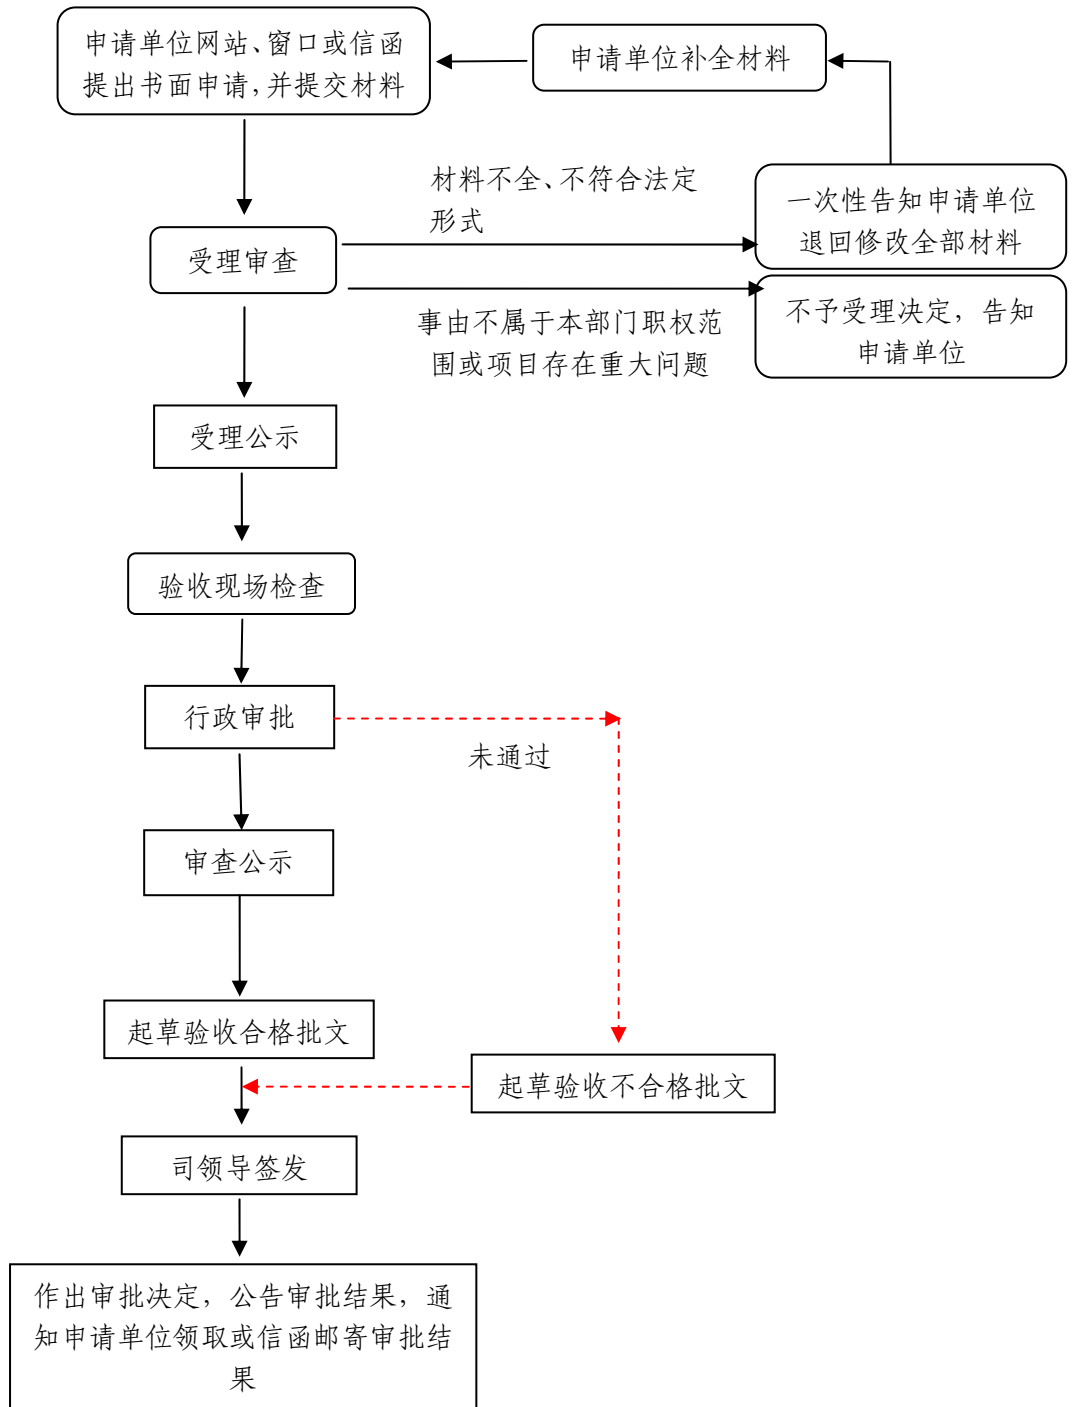 申请单位网站、窗口或信函
提出书面申请,并提交材料
申请单位补全材料
材料不全、不符合法定
形式
一次性告知申请单位
退回修改全部材料
受理审查
事由不属于本部门职权范
围或项目存在重大问题
不予受理决定，告知
申请单位
受理公示
验收现场检查
行政审批
未通过
审查公示
起草验收合格批文
起草验收不合格批文
司领导签发
作出审批决定，公告审批结果，通
知申请单位领取或信函邮寄审批结
果